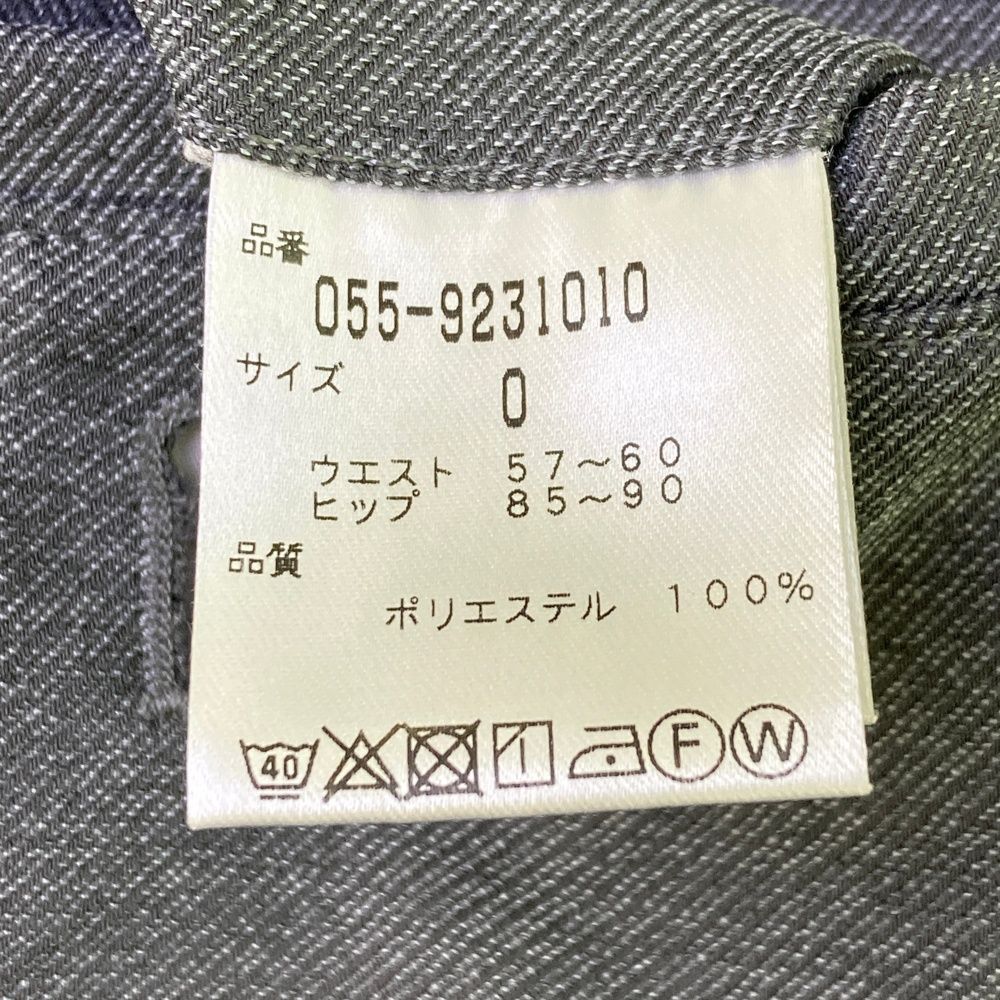 品番
055-9231010
サイズ
0
ウエスト 57〜60
ヒップ 85〜90
品質
ポリエステル 100%
40 F W